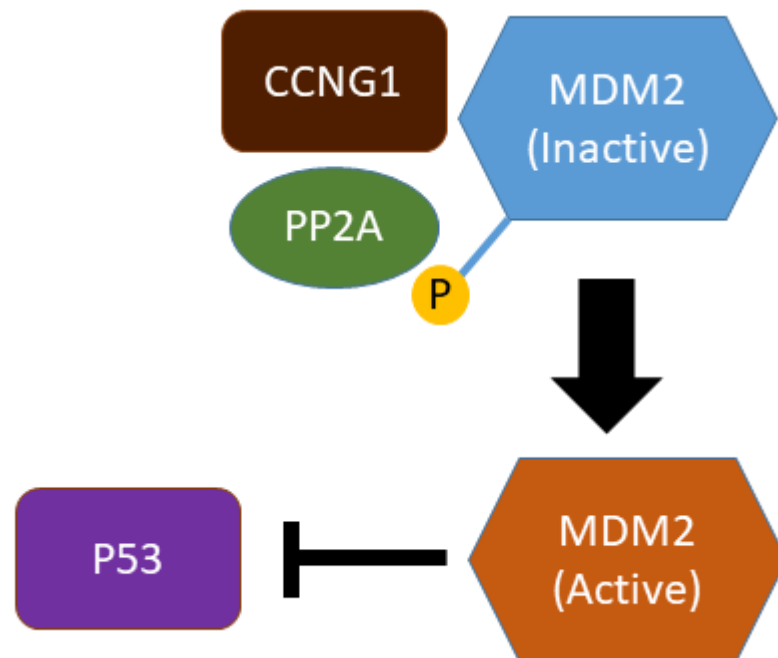 CCNG1
MDM2
(Inactive)
PP2A
P
P53
MDM2
(Active)